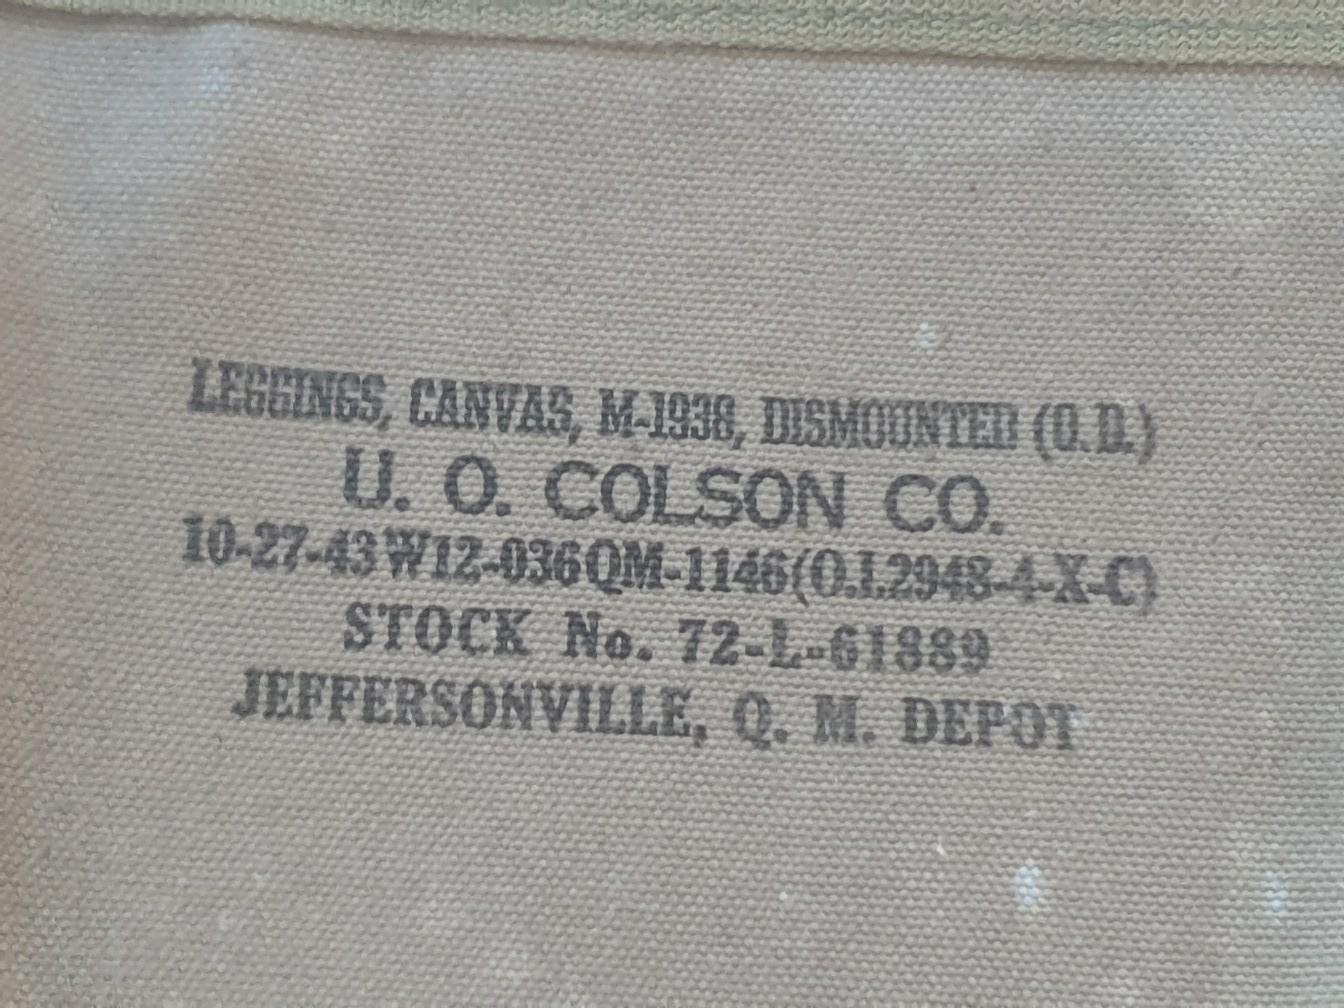 LEGGINGS, CANVAS, M-1938, DISMOUNTED (O.D.)
U. O. COLSON CO.
10-27-43 W12-036 QM-1146 (O.I.2948-4-X-C)
STOCK No. 72-L-61889
JEFFERSONVILLE, Q. M. DEPOT